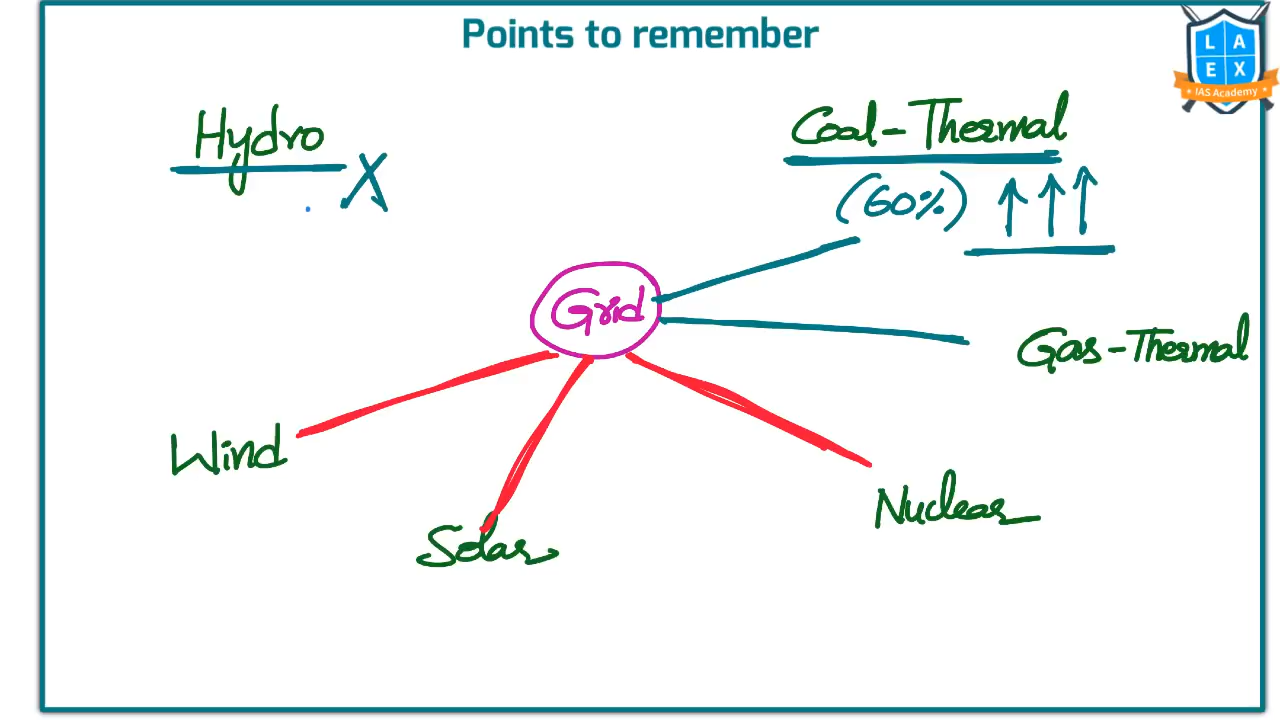 Points to remember
L A
E X
IAS Academy
Hydro
X
Coal-Thermal
(60%) ↑↑↑
Grid
Gas-Thermal
Wind
Solar
Nuclear